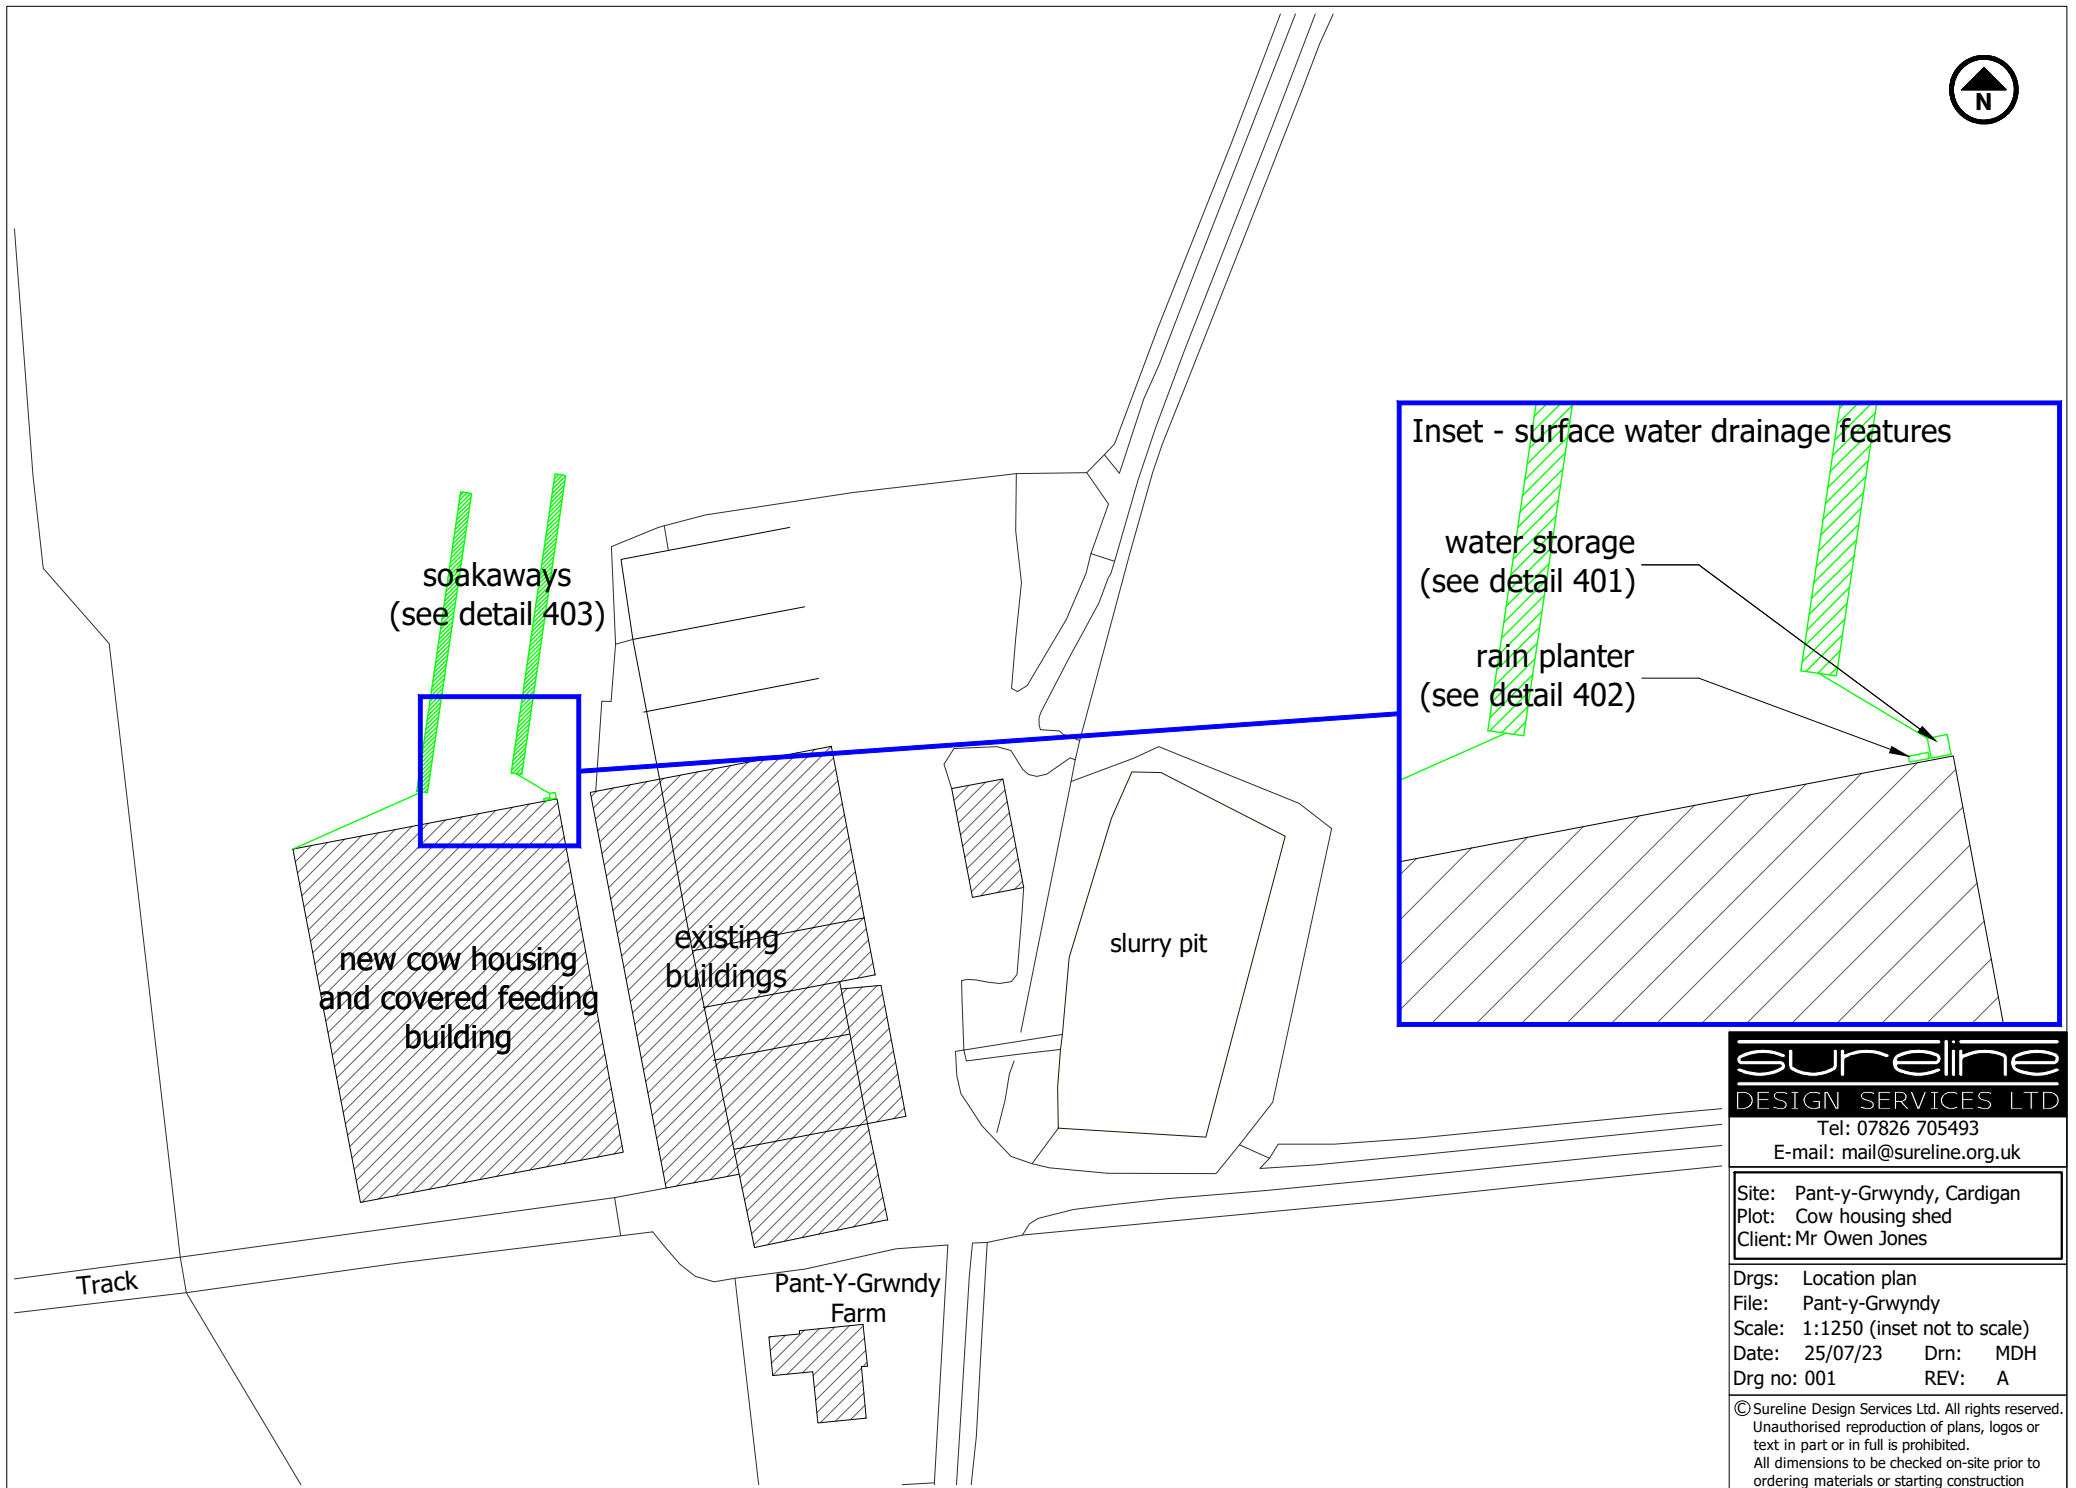 N
Inset - surface water drainage features
water storage
(see detail 401)
rain planter
(see detail 402)
soakaways
(see detail 403)
new cow housing
and covered feeding
building
existing
buildings
slurry pit
Track
Pant-Y-Grwndy
Farm
sureline
DESIGN SERVICES LTD
Tel: 07826 705493
E-mail: mail@sureline.org.uk
Site: Pant-y-Grwyndy, Cardigan
Plot: Cow housing shed
Client: Mr Owen Jones
Drgs: Location plan
File: Pant-y-Grwyndy
Scale: 1:1250 (inset not to scale)
Date: 25/07/23 Drn: MDH
Drg no: 001 REV: A
© Sureline Design Services Ltd. All rights reserved.
Unauthorised reproduction of plans, logos or
text in part or in full is prohibited.
All dimensions to be checked on-site prior to
ordering materials or starting construction